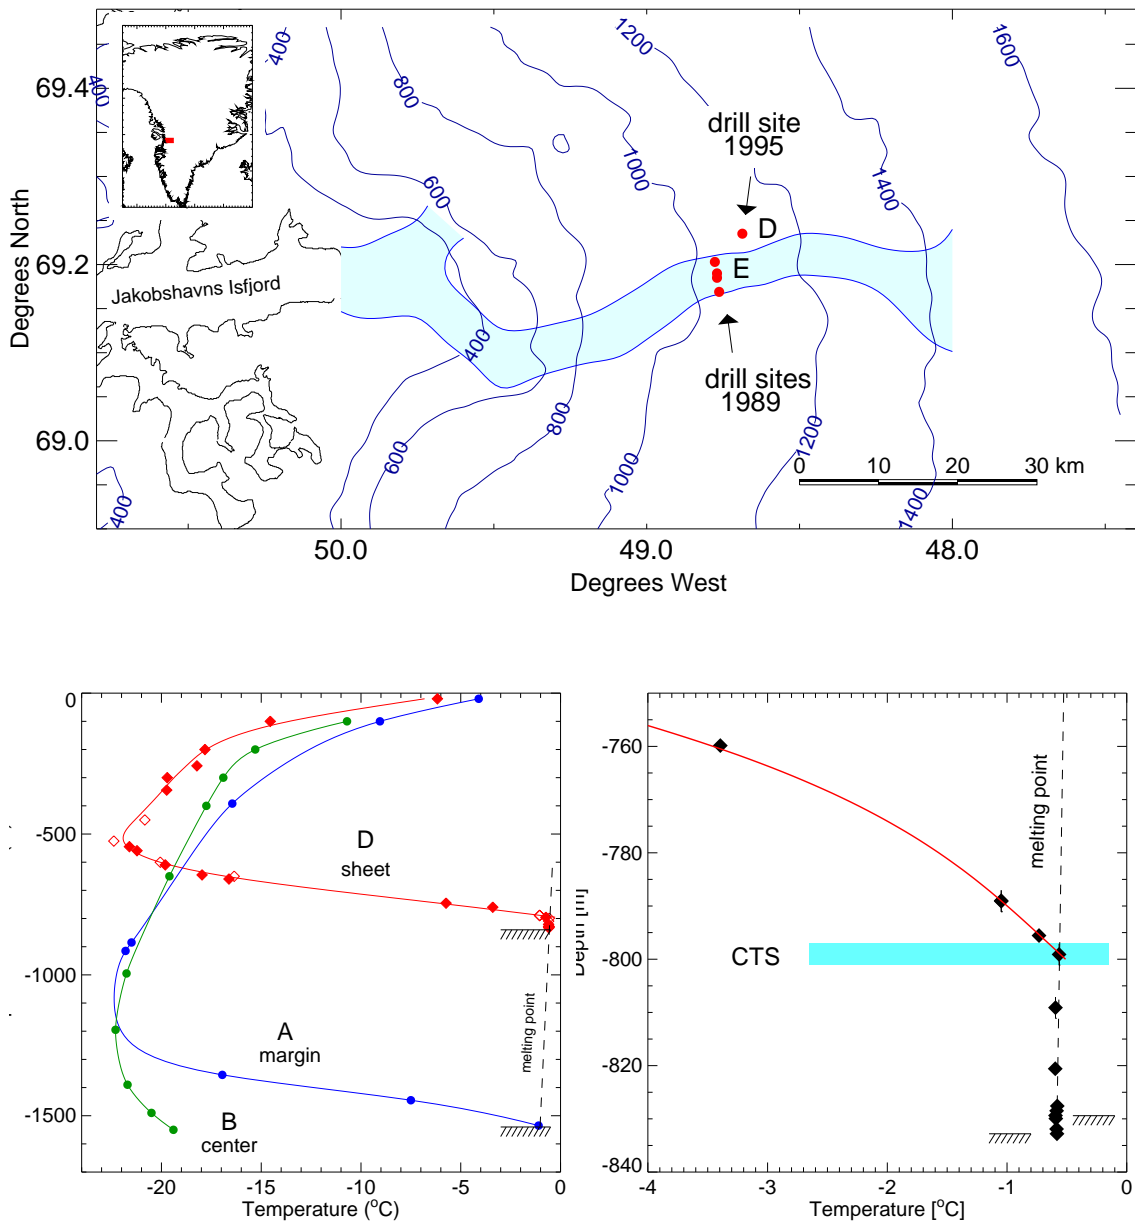 400
1200
1600
800
400
69.4
drill site
1995
1000
600
1400
1000
D
69.2
E
Degrees North
Jakobshavns Isfjord
400
drill sites
1989
800
69.0
600
1000
1200
0 10 20 30 km
400
1400
50.0 49.0 48.0
Degrees West
0
-500
-1000
-1500
D
sheet
A
margin
B
center
melting point
-20 -15 -10 -5 0
Temperature (°C)
-760
-780
-800
-820
-840
Depth [m]
melting point
CTS
-4 -3 -2 -1 0
Temperature [°C]